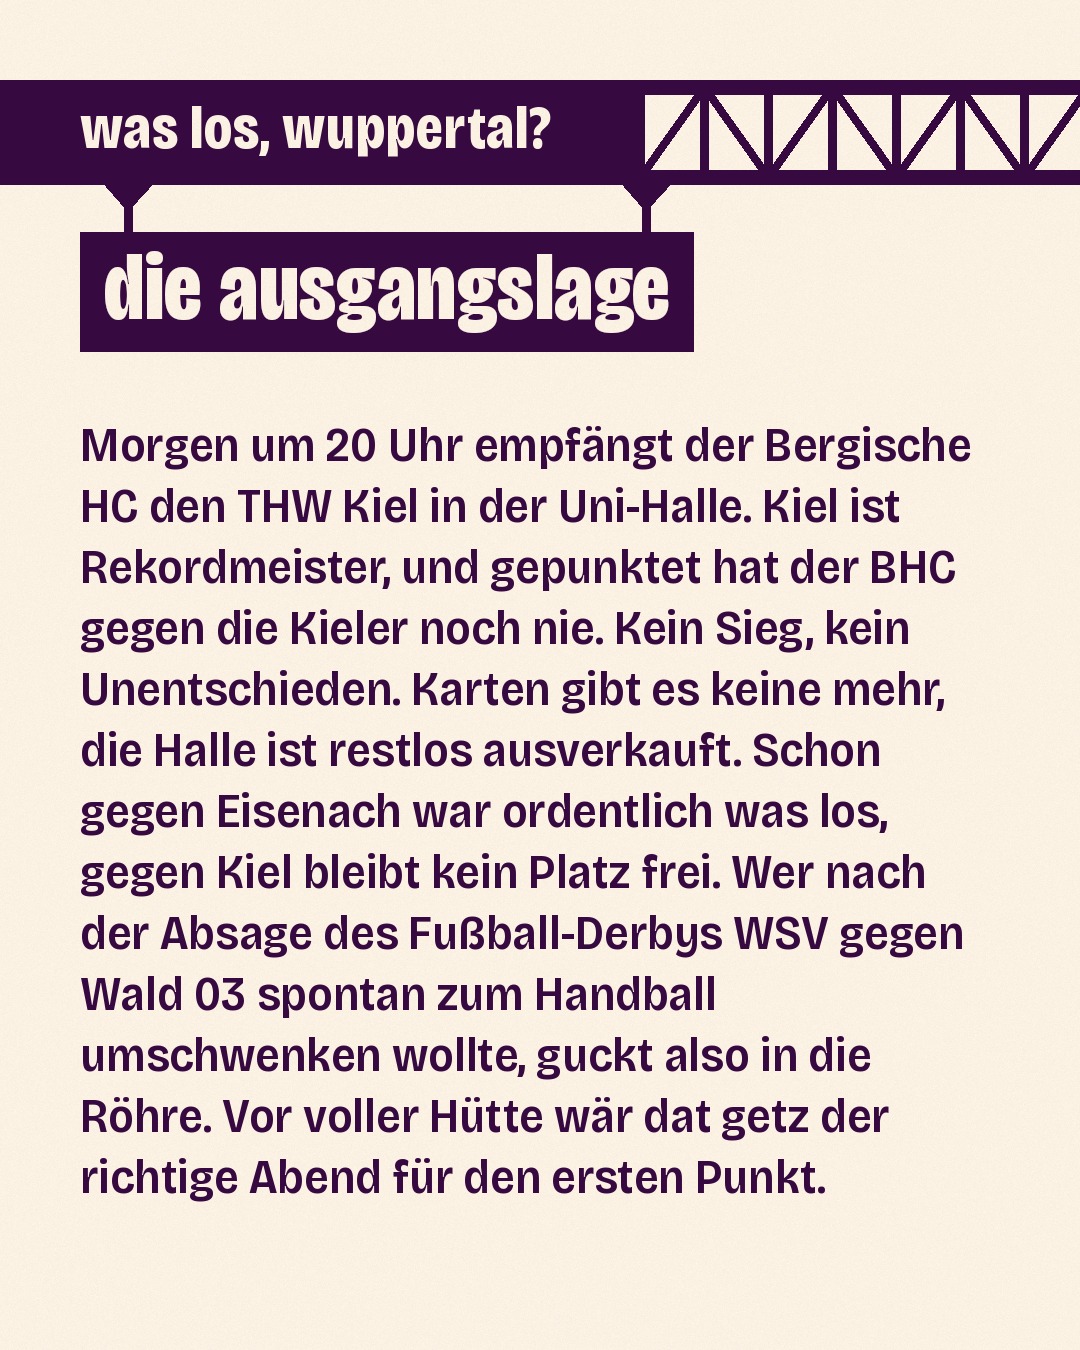 was los, wuppertal?
die ausgangslage
Morgen um 20 Uhr empfängt der Bergische
HC den THW Kiel in der Uni-Halle. Kiel ist
Rekordmeister, und gepunktet hat der BHC
gegen die Kieler noch nie. Kein Sieg, kein
Unentschieden. Karten gibt es keine mehr,
die Halle ist restlos ausverkauft. Schon
gegen Eisenach war ordentlich was los,
gegen Kiel bleibt kein Platz frei. Wer nach
der Absage des Fußball-Derbys WSV gegen
Wald 03 spontan zum Handball
umschwenken wollte, guckt also in die
Röhre. Vor voller Hütte wär dat getz der
richtige Abend für den ersten Punkt.